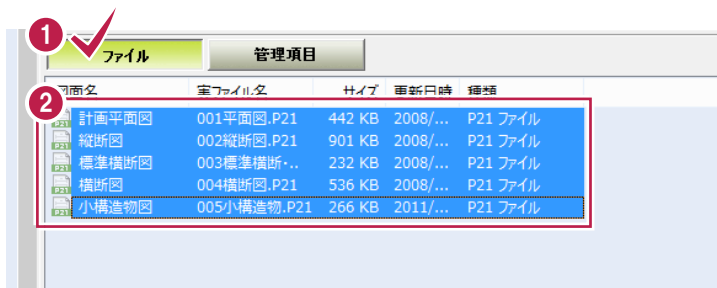 1
ファイル 管理項目
図面名 実ファイル名 サイズ 更新日時 種類
2
計画平面図 001平面図.P21 442 KB 2008/... P21 ファイル
縦断図 002縦断図.P21 901 KB 2008/... P21 ファイル
標準横断図 003標準横断・.. 232 KB 2008/... P21 ファイル
横断図 004横断図.P21 536 KB 2008/... P21 ファイル
小構造物図 005小構造物.P21 266 KB 2011/... P21 ファイル